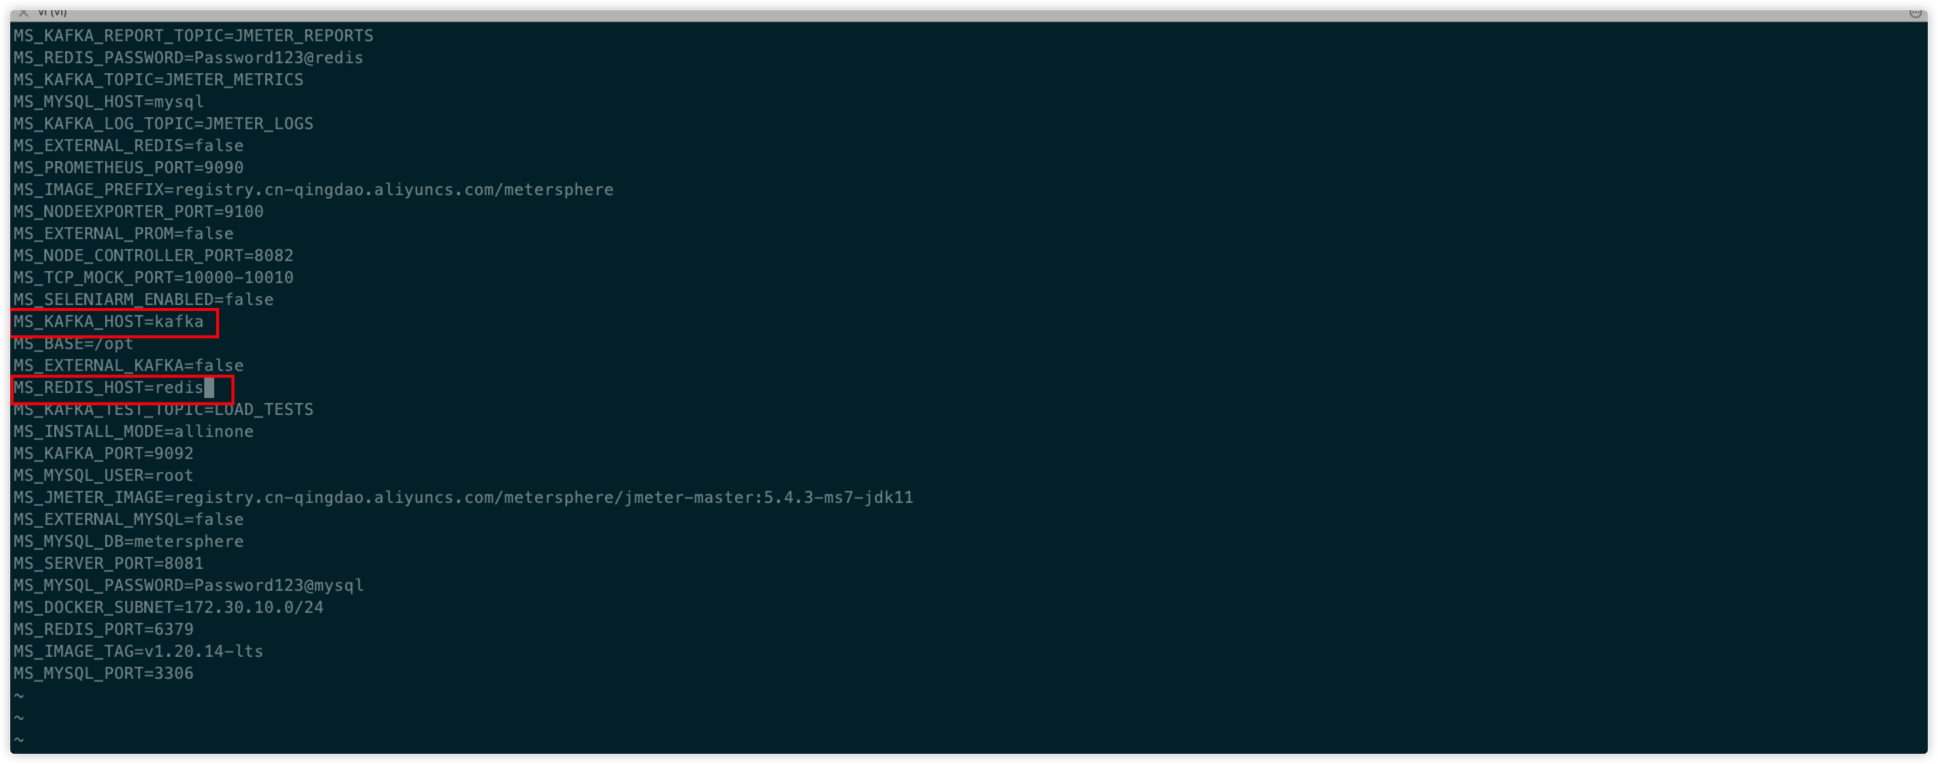 vi (vi)
MS_KAFKA_REPORT_TOPIC=JMETER_REPORTS
MS_REDIS_PASSWORD=Password123@redis
MS_KAFKA_TOPIC=JMETER_METRICS
MS_MYSQL_HOST=mysql
MS_KAFKA_LOG_TOPIC=JMETER_LOGS
MS_EXTERNAL_REDIS=false
MS_PROMETHEUS_PORT=9090
MS_IMAGE_PREFIX=registry.cn-qingdao.aliyuncs.com/metersphere
MS_NODEEXPORTER_PORT=9100
MS_EXTERNAL_PROM=false
MS_NODE_CONTROLLER_PORT=8082
MS_TCP_MOCK_PORT=10000-10010
MS_SELENIARM_ENABLED=false
MS_KAFKA_HOST=kafka
MS_BASE=/opt
MS_EXTERNAL_KAFKA=false
MS_REDIS_HOST=redis
MS_KAFKA_TEST_TOPIC=LOAD_TESTS
MS_INSTALL_MODE=allinone
MS_KAFKA_PORT=9092
MS_MYSQL_USER=root
MS_JMETER_IMAGE=registry.cn-qingdao.aliyuncs.com/metersphere/jmeter-master:5.4.3-ms7-jdk11
MS_EXTERNAL_MYSQL=false
MS_MYSQL_DB=metersphere
MS_SERVER_PORT=8081
MS_MYSQL_PASSWORD=Password123@mysql
MS_DOCKER_SUBNET=172.30.10.0/24
MS_REDIS_PORT=6379
MS_IMAGE_TAG=v1.20.14-lts
MS_MYSQL_PORT=3306
~
~
~